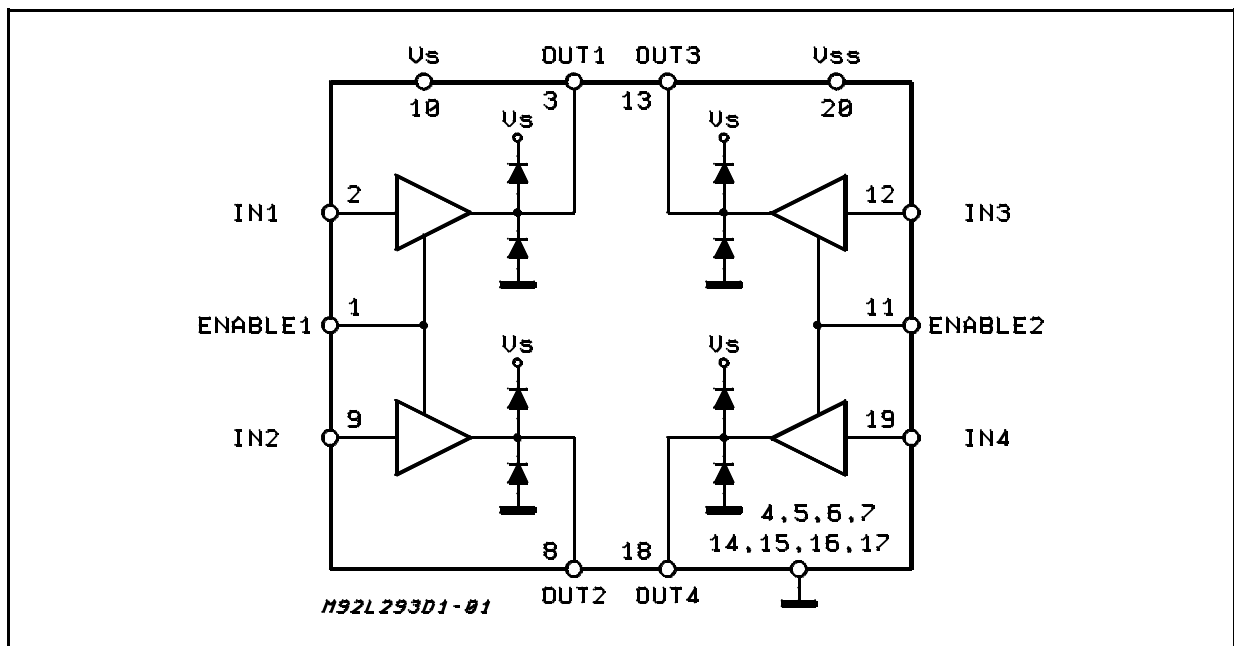 Vs OUT1 OUT3 Vss
10 3 13 20
Vs Vs
IN1 2 12 IN3
ENABLE1 1 11 ENABLE2
Vs Vs
IN2 9 19 IN4
4,5,6,7
8 18 14,15,16,17
M92L293D1-01 OUT2 OUT4